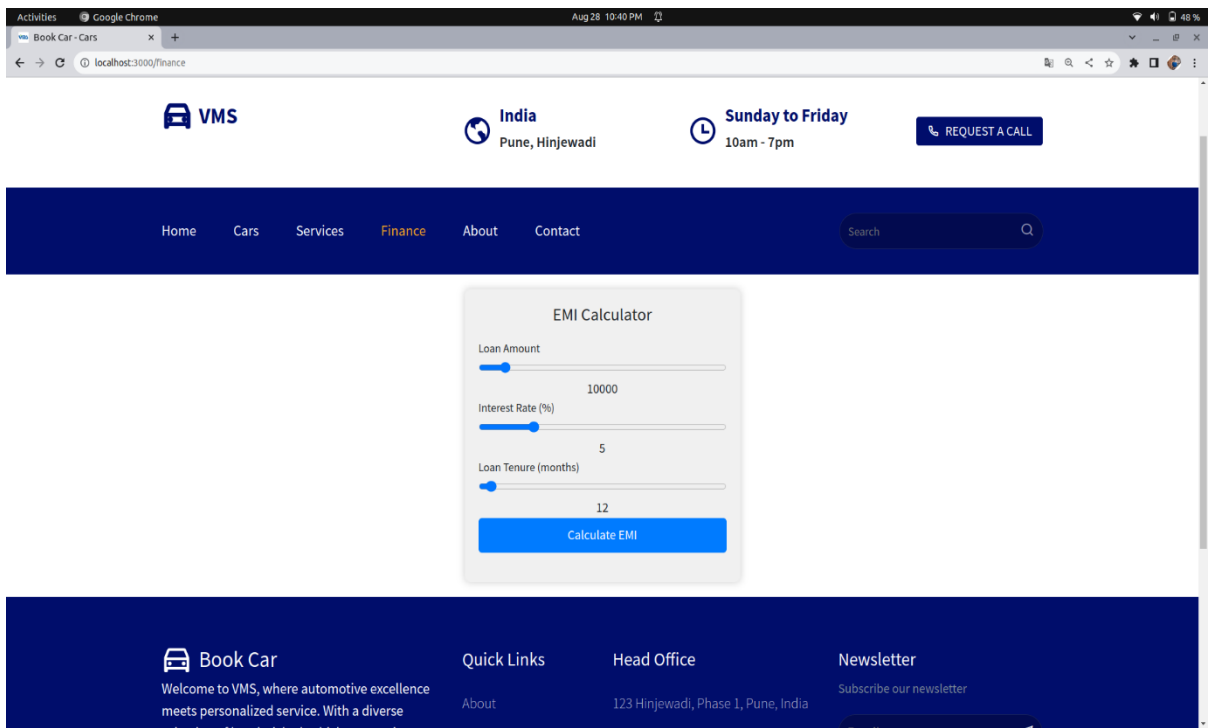 Activities Google Chrome Aug 28 10:40 PM 48 %
Book Car - Cars
localhost:3000/finance
VMS
India
Pune, Hinjewadi
Sunday to Friday
10am - 7pm
REQUEST A CALL
Home Cars Services Finance About Contact Search
EMI Calculator
Loan Amount
10000
Interest Rate (%)
5
Loan Tenure (months)
12
Calculate EMI
Book Car
Welcome to VMS, where automotive excellence
meets personalized service. With a diverse
Quick Links
About
Head Office
123 Hinjewadi, Phase 1, Pune, India
Newsletter
Subscribe our newsletter